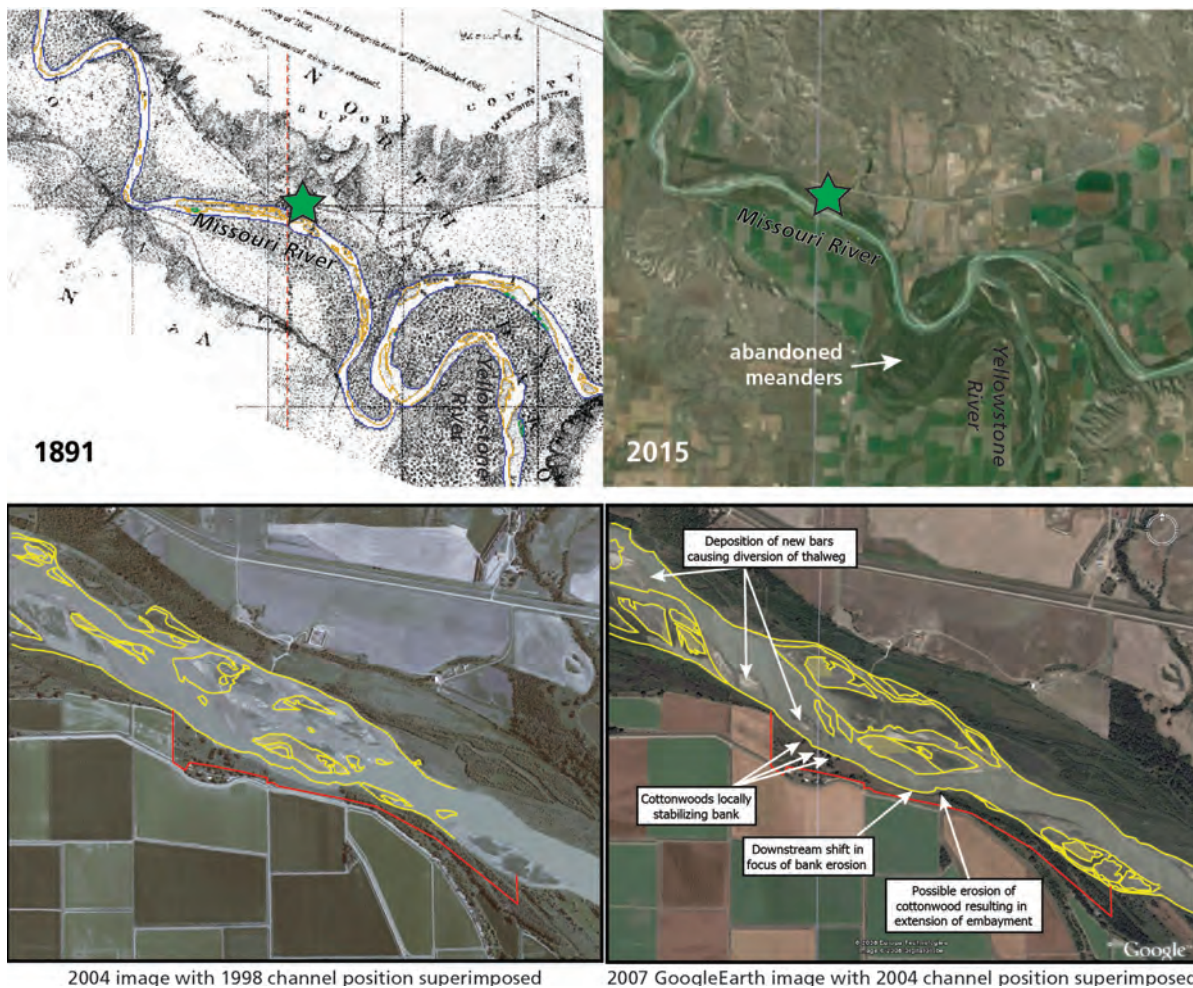 N
O
R
T
H
BUFORD
COUNTY
Missouri River
Yellowstone
River
1891
Missouri River
abandoned
meanders
Yellowstone
River
2015
Deposition of new bars
causing diversion of thalweg
Cottonwoods locally
stabilizing bank
Downstream shift in
focus of bank erosion
Possible erosion of
cottonwood resulting in
extension of embayment
Google
2004 image with 1998 channel position superimposed
2007 GoogleEarth image with 2004 channel position superimposed